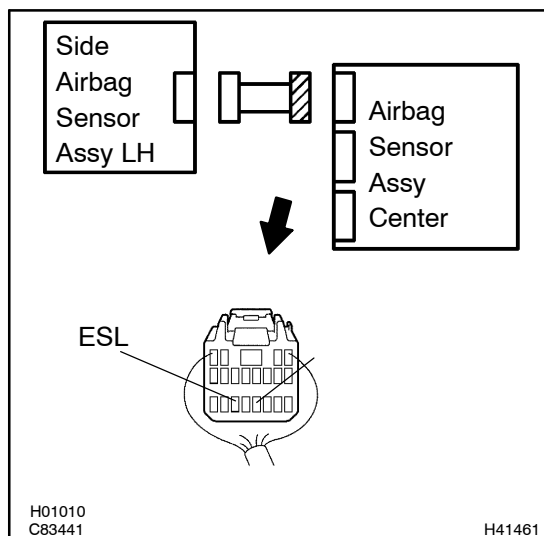 Side
Airbag
Sensor
Assy LH
Airbag
Sensor
Assy
Center
ESL
H01010
C83441
H41461